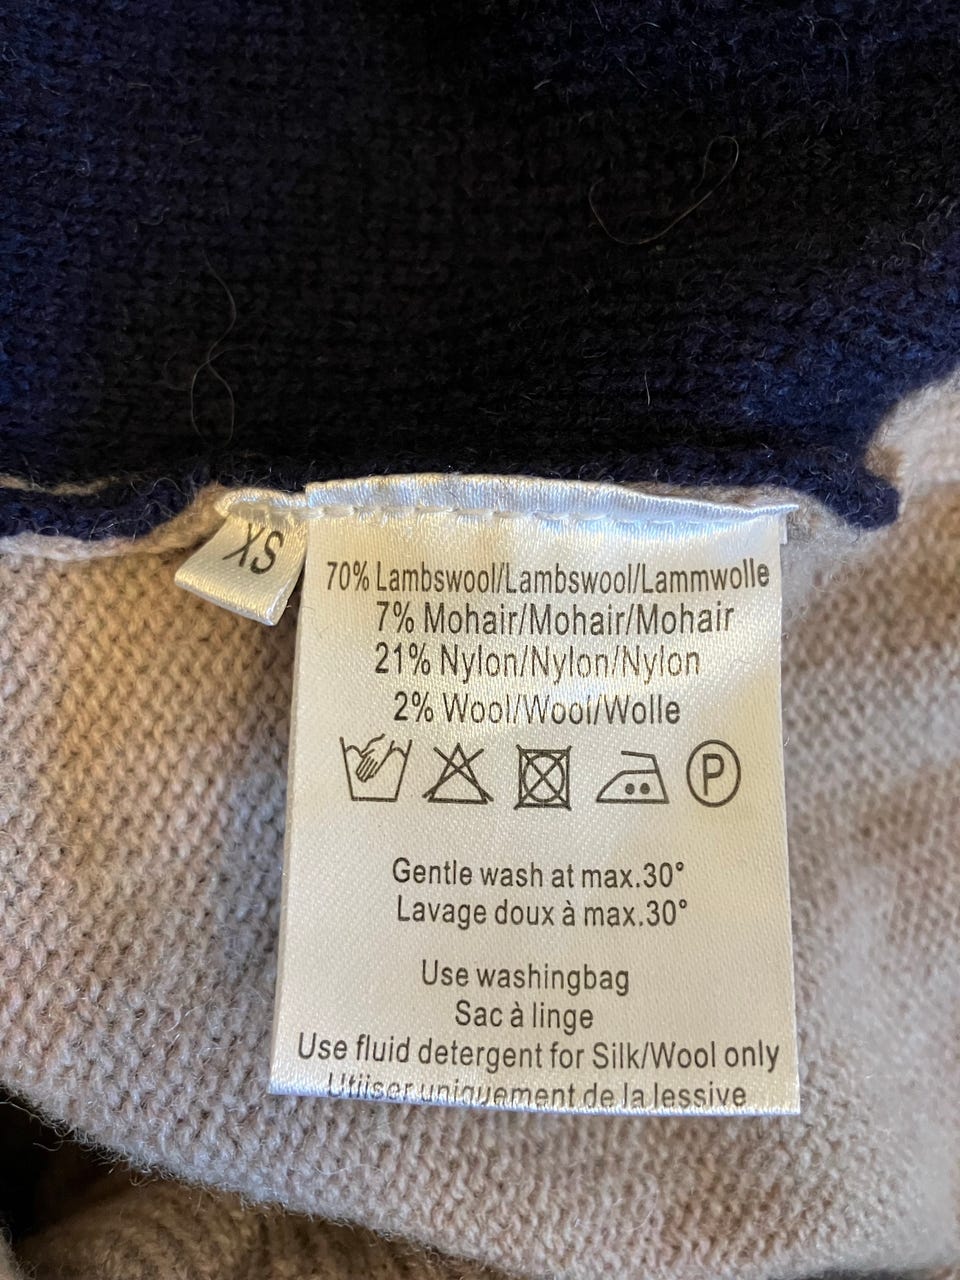 XS
70% Lambswool/Lambswool/Lammwolle
7% Mohair/Mohair/Mohair
21% Nylon/Nylon/Nylon
2% Wool/Wool/Wolle
P
Gentle wash at max.30°
Lavage doux à max.30°
Use washingbag
Sac à linge
Use fluid detergent for Silk/Wool only
Utiiser uniquement de la lessive